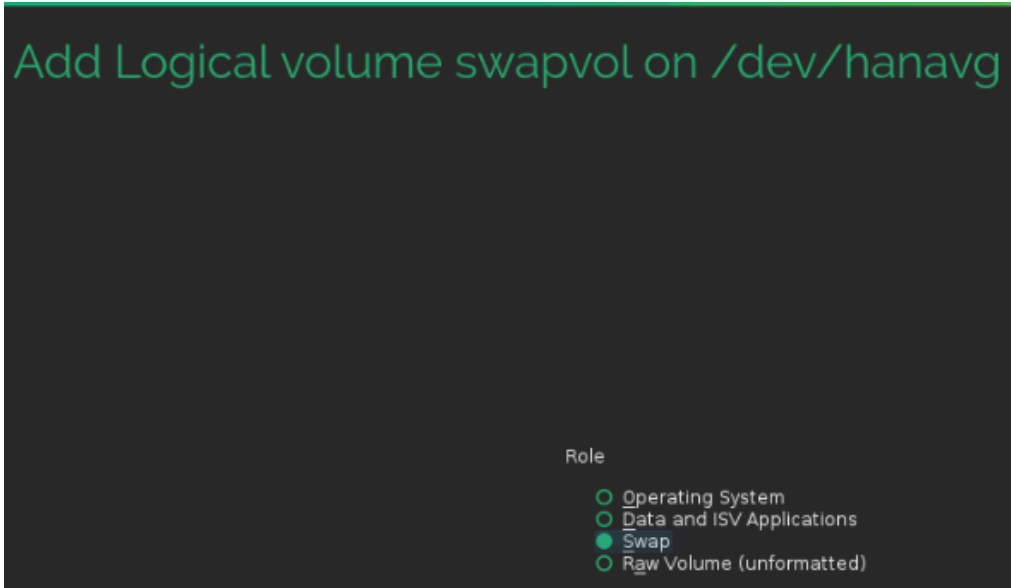 Add Logical volume swapvol on /dev/hanavg
Role
Operating System
Data and ISV Applications
Swap
Raw Volume (unformatted)